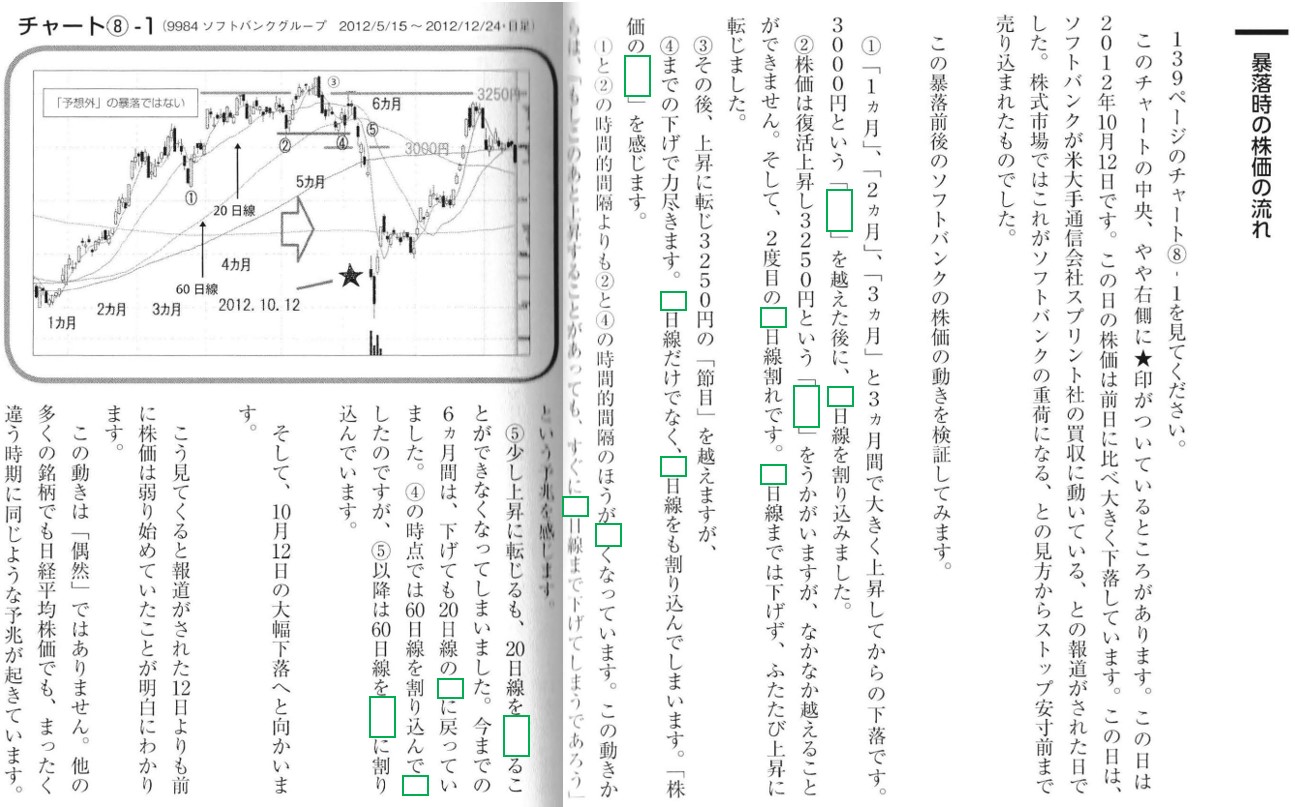 暴落時の株価の流れ
139ページのチャート⑧-1を見てください。
このチャートの中央、やや右側に★印がついているところがあります。この日は
2012年10月12日です。この日の株価は前日に比べ大きく下落しています。この日は、
ソフトバンクが米大手通信会社スプリント社の買収に動いている、との報道がされた日で
した。株式市場ではこれがソフトバンクの重荷になる、との見方からストップ安寸前まで
売り込まれたものでした。
この暴落前後のソフトバンクの株価の動きを検証してみます。
①「1ヵ月」、「2ヵ月」、「3ヵ月」と3ヵ月間で大きく上昇してからの下落です。
3000円という「」を越えた後に、日線を割り込みました。
②株価は復活上昇し3250円という「」をうかがいますが、なかなか越えること
ができません。そして、2度目の日線割れです。日線までは下げず、ふたたび上昇に
転じました。
③その後、上昇に転じ3250円の「節目」を越えますが、
④までの下げで力尽きます。日線だけでなく、日線をも割り込んでしまいます。「株
価の」を感じます。
①と②の時間的間隔よりも②と④の時間的間隔のほうがくなっています。この動きか
らは、「もしこのあと上昇することがあっても、すぐに日線まで下げてしまうであろう」
チャート⑧-1 (9984 ソフトバンクグループ 2012/5/15～2012/12/24・日足)
「予想外」の暴落ではない
③
6カ月
3250円
⑤
②
④
3000円
5カ月
①
20日線
4カ月
60日線
2カ月
3カ月
2012.10.12
★
1カ月
という予兆を感じます。
⑤少し上昇に転じるも、20日線をるこ
とができなくなってしまいました。今までの
6ヵ月間は、下げても20日線のに戻ってい
ました。④の時点では60日線を割り込んで
したのですが、⑤以降は60日線をに割り
込んでいます。
そして、10月12日の大幅下落へと向かいま
す。
こう見てくると報道がされた12日よりも前
に株価は弱り始めていたことが明白にわかり
ます。
この動きは「偶然」ではありません。他の
多くの銘柄でも日経平均株価でも、まったく
違う時期に同じような予兆が起きています。